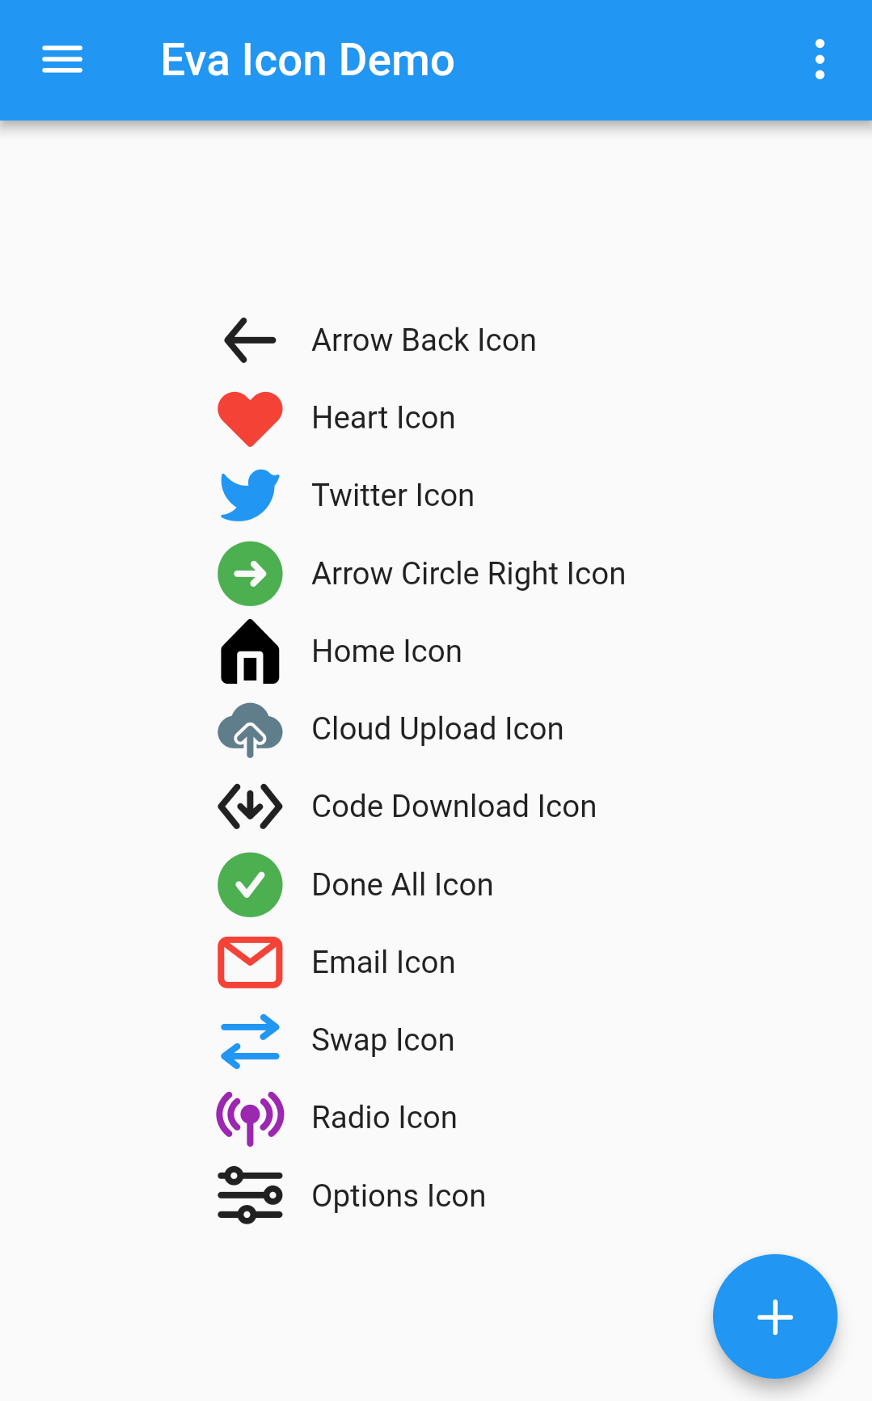 Eva Icon Demo
Arrow Back Icon
Heart Icon
Twitter Icon
Arrow Circle Right Icon
Home Icon
Cloud Upload Icon
Code Download Icon
Done All Icon
Email Icon
Swap Icon
Radio Icon
Options Icon